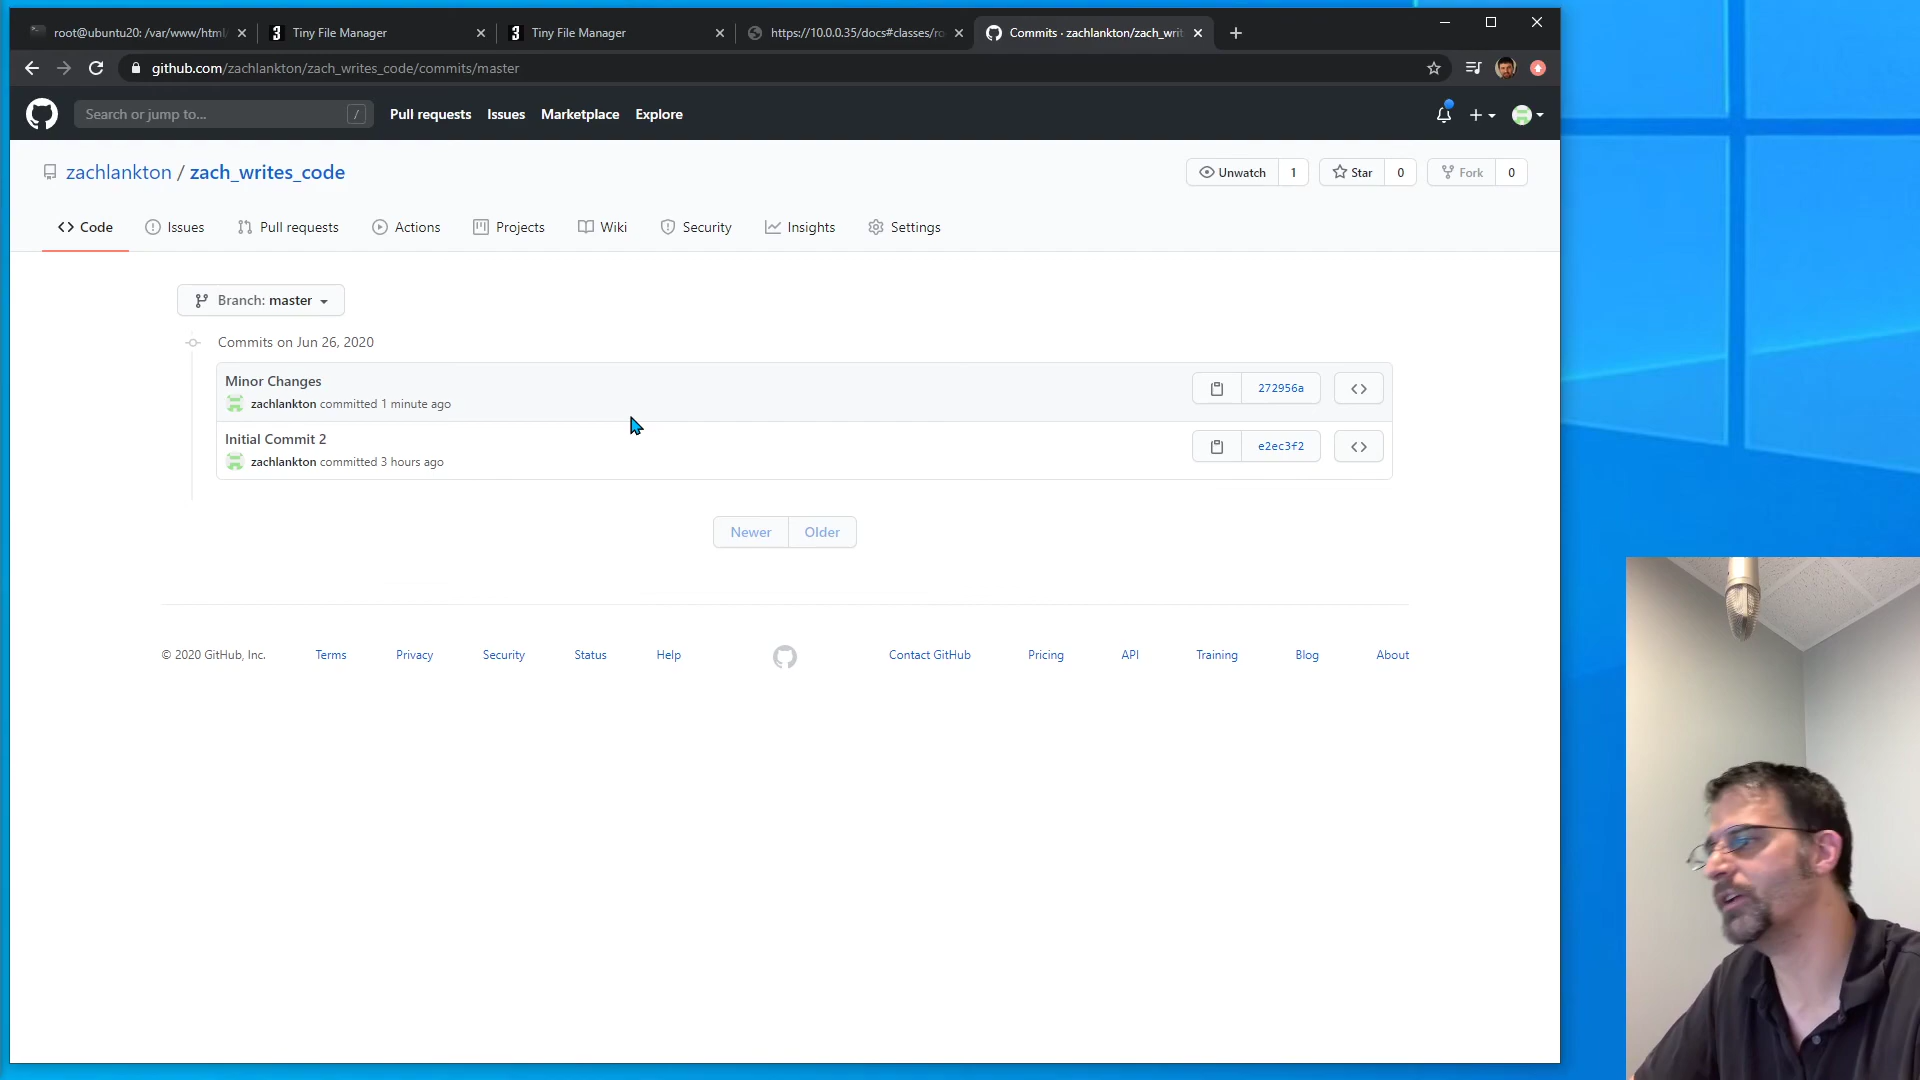 root@ubuntu20: /var/www/html/
Tiny File Manager
Tiny File Manager
https://10.0.0.35/docs#classes/ro
Commits · zachlankton/zach_writ
github.com/zachlankton/zach_writes_code/commits/master
Search or jump to... /
Pull requests Issues Marketplace Explore
zachlankton / zach_writes_code
Unwatch 1 Star 0 Fork 0
Code Issues Pull requests Actions Projects Wiki Security Insights Settings
Branch: master
Commits on Jun 26, 2020
Minor Changes
zachlankton committed 1 minute ago
272956a
Initial Commit 2
zachlankton committed 3 hours ago
e2ec3f2
Newer Older
© 2020 GitHub, Inc. Terms Privacy Security Status Help Contact GitHub Pricing API Training Blog About